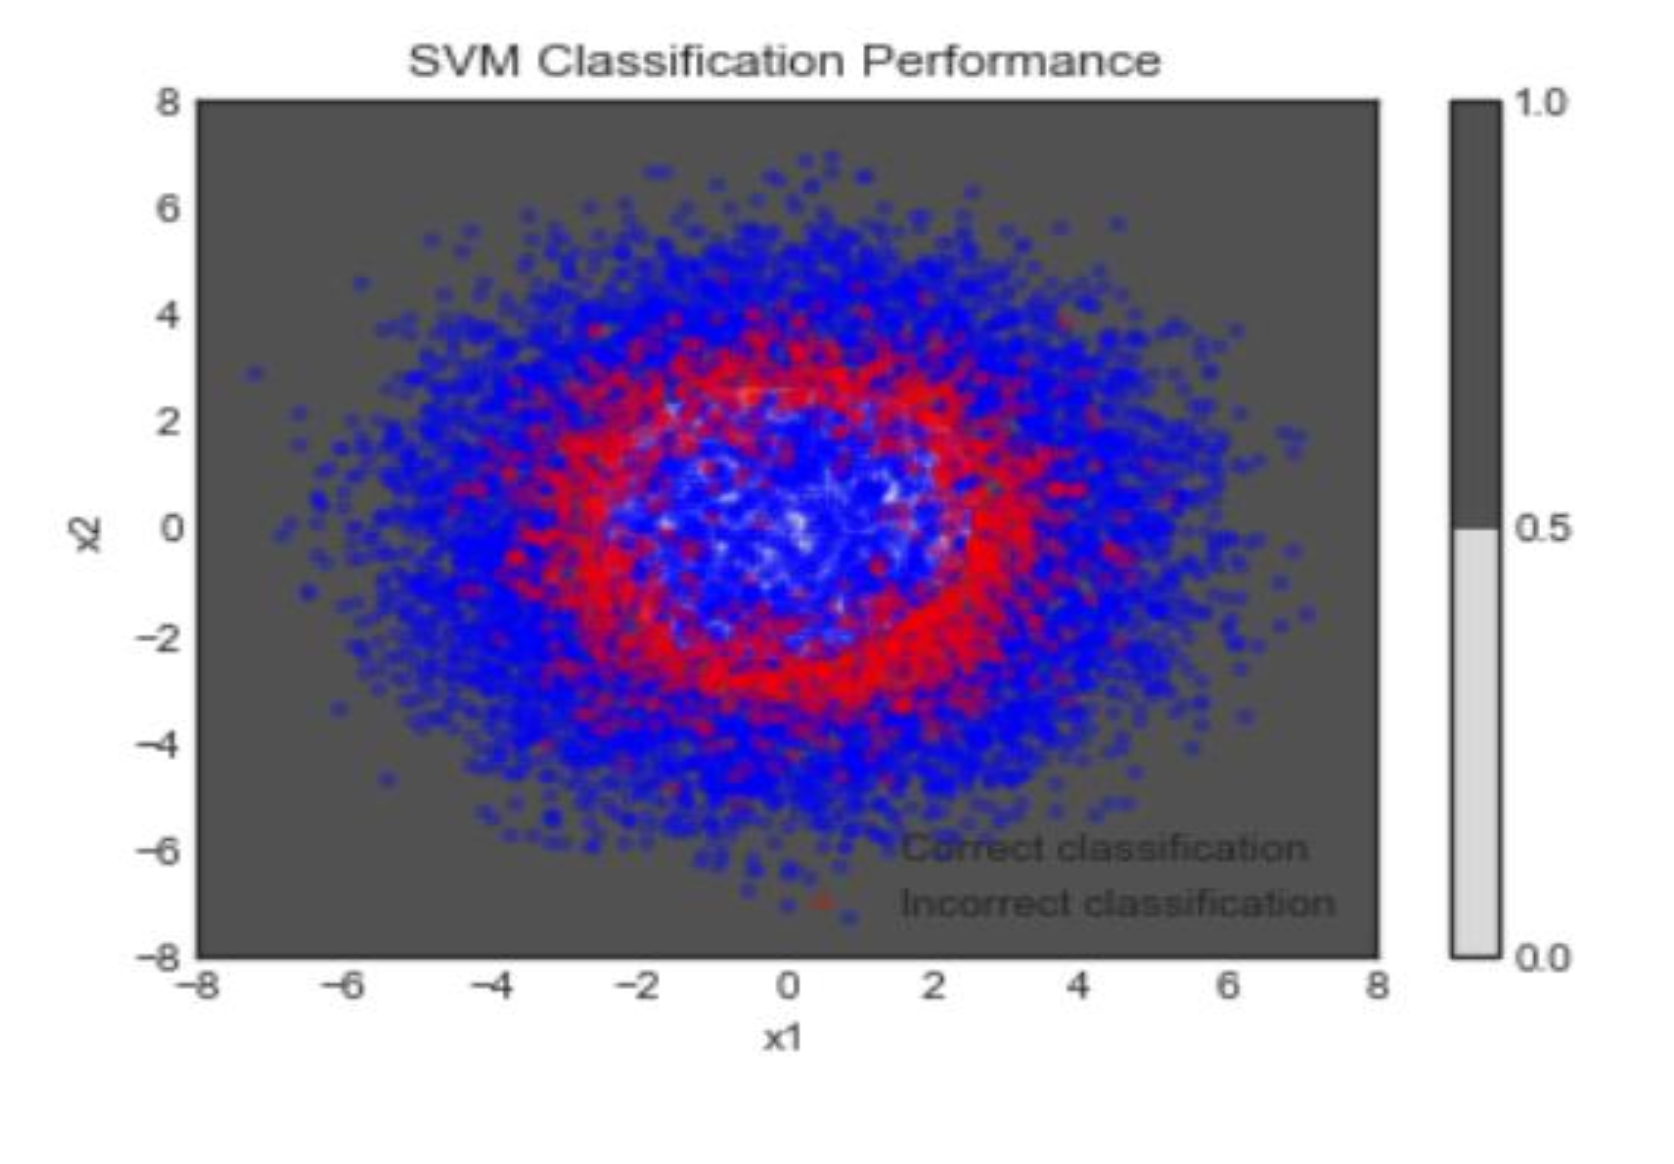 SVM Classification Performance
8
6
4
2
0
−2
−4
−6
−8
x2
−8 −6 −4 −2 0 2 4 6 8
x1
Correct classification
Incorrect classification
1.0
0.5
0.0